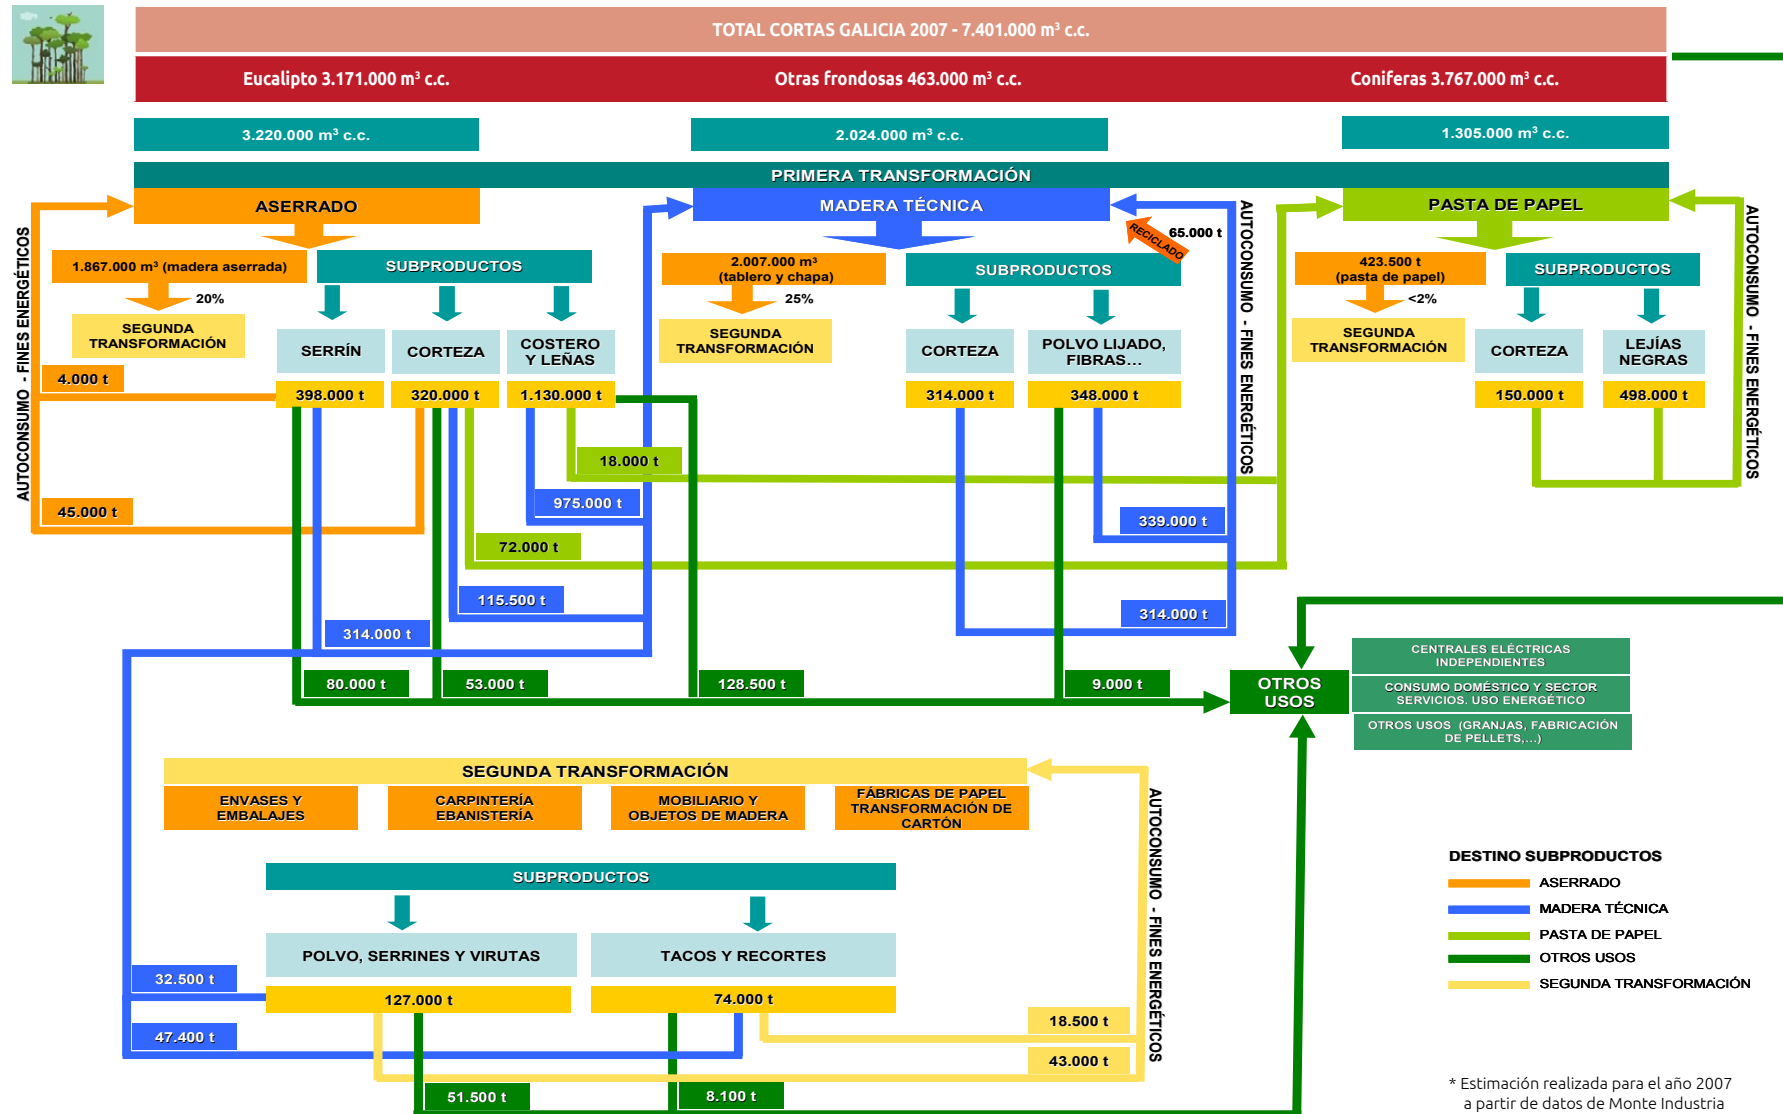 TOTAL CORTAS GALICIA 2007 - 7.401.000 m³ c.c.
Eucalipto 3.171.000 m³ c.c.
Otras frondosas 463.000 m³ c.c.
Coniferas 3.767.000 m³ c.c.
3.220.000 m³ c.c.
2.024.000 m³ c.c.
1.305.000 m³ c.c.
PRIMERA TRANSFORMACIÓN
ASERRADO
MADERA TÉCNICA
PASTA DE PAPEL
AUTOCONSUMO - FINES ENERGÉTICOS
1.867.000 m³ (madera aserrada)
20%
SEGUNDA
TRANSFORMACIÓN
SUBPRODUCTOS
SERRÍN
CORTEZA
COSTERO
Y LEÑAS
398.000 t
320.000 t
1.130.000 t
4.000 t
45.000 t
RECICLADO
65.000 t
2.007.000 m³
(tablero y chapa)
25%
SEGUNDA
TRANSFORMACIÓN
SUBPRODUCTOS
CORTEZA
POLVO LIJADO,
FIBRAS...
314.000 t
348.000 t
AUTOCONSUMO - FINES ENERGÉTICOS
423.500 t
(pasta de papel)
<2%
SEGUNDA
TRANSFORMACIÓN
SUBPRODUCTOS
CORTEZA
LEJÍAS
NEGRAS
150.000 t
498.000 t
AUTOCONSUMO - FINES ENERGÉTICOS
18.000 t
975.000 t
72.000 t
115.500 t
314.000 t
339.000 t
314.000 t
80.000 t
53.000 t
128.500 t
9.000 t
OTROS
USOS
CENTRALES ELÉCTRICAS
INDEPENDIENTES
CONSUMO DOMÉSTICO Y SECTOR
SERVICIOS. USO ENERGÉTICO
OTROS USOS (GRANJAS, FABRICACIÓN
DE PELLETS,...)
SEGUNDA TRANSFORMACIÓN
ENVASES Y
EMBALAJES
CARPINTERÍA
EBANISTERÍA
MOBILIARIO Y
OBJETOS DE MADERA
FÁBRICAS DE PAPEL
TRANSFORMACIÓN DE
CARTÓN
AUTOCONSUMO - FINES ENERGÉTICOS
SUBPRODUCTOS
POLVO, SERRINES Y VIRUTAS
TACOS Y RECORTES
127.000 t
74.000 t
32.500 t
47.400 t
18.500 t
43.000 t
51.500 t
8.100 t
DESTINO SUBPRODUCTOS
ASERRADO
MADERA TÉCNICA
PASTA DE PAPEL
OTROS USOS
SEGUNDA TRANSFORMACIÓN
* Estimación realizada para el año 2007
a partir de datos de Monte Industria